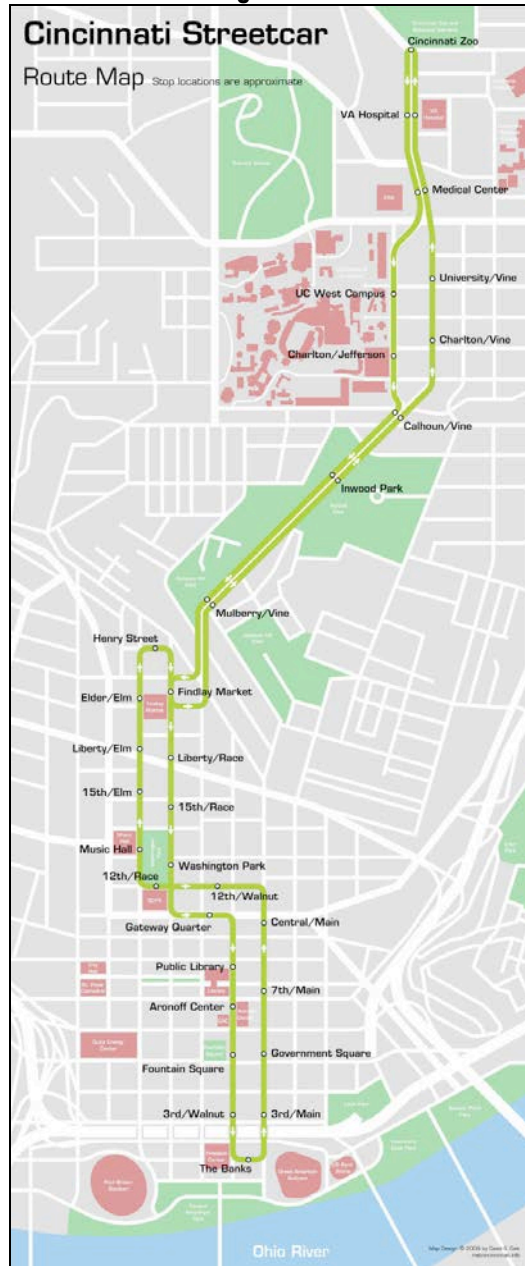 Cincinnati Streetcar
Route Map Stop locations are approximate
Cincinnati Zoo
VA Hospital
VA
Hospital
Medical Center
University/Vine
UC West Campus
Charlton/Vine
Charlton/Jefferson
Calhoun/Vine
Inwood Park
Mulberry/Vine
Henry Street
Findlay Market
Elder/Elm
Liberty/Elm
Liberty/Race
15th/Elm
15th/Race
Music Hall
Washington Park
12th/Race
12th/Walnut
Gateway Quarter
Central/Main
Public Library
7th/Main
Aronoff Center
Government Square
Fountain Square
3rd/Walnut
3rd/Main
The Banks
Ohio River